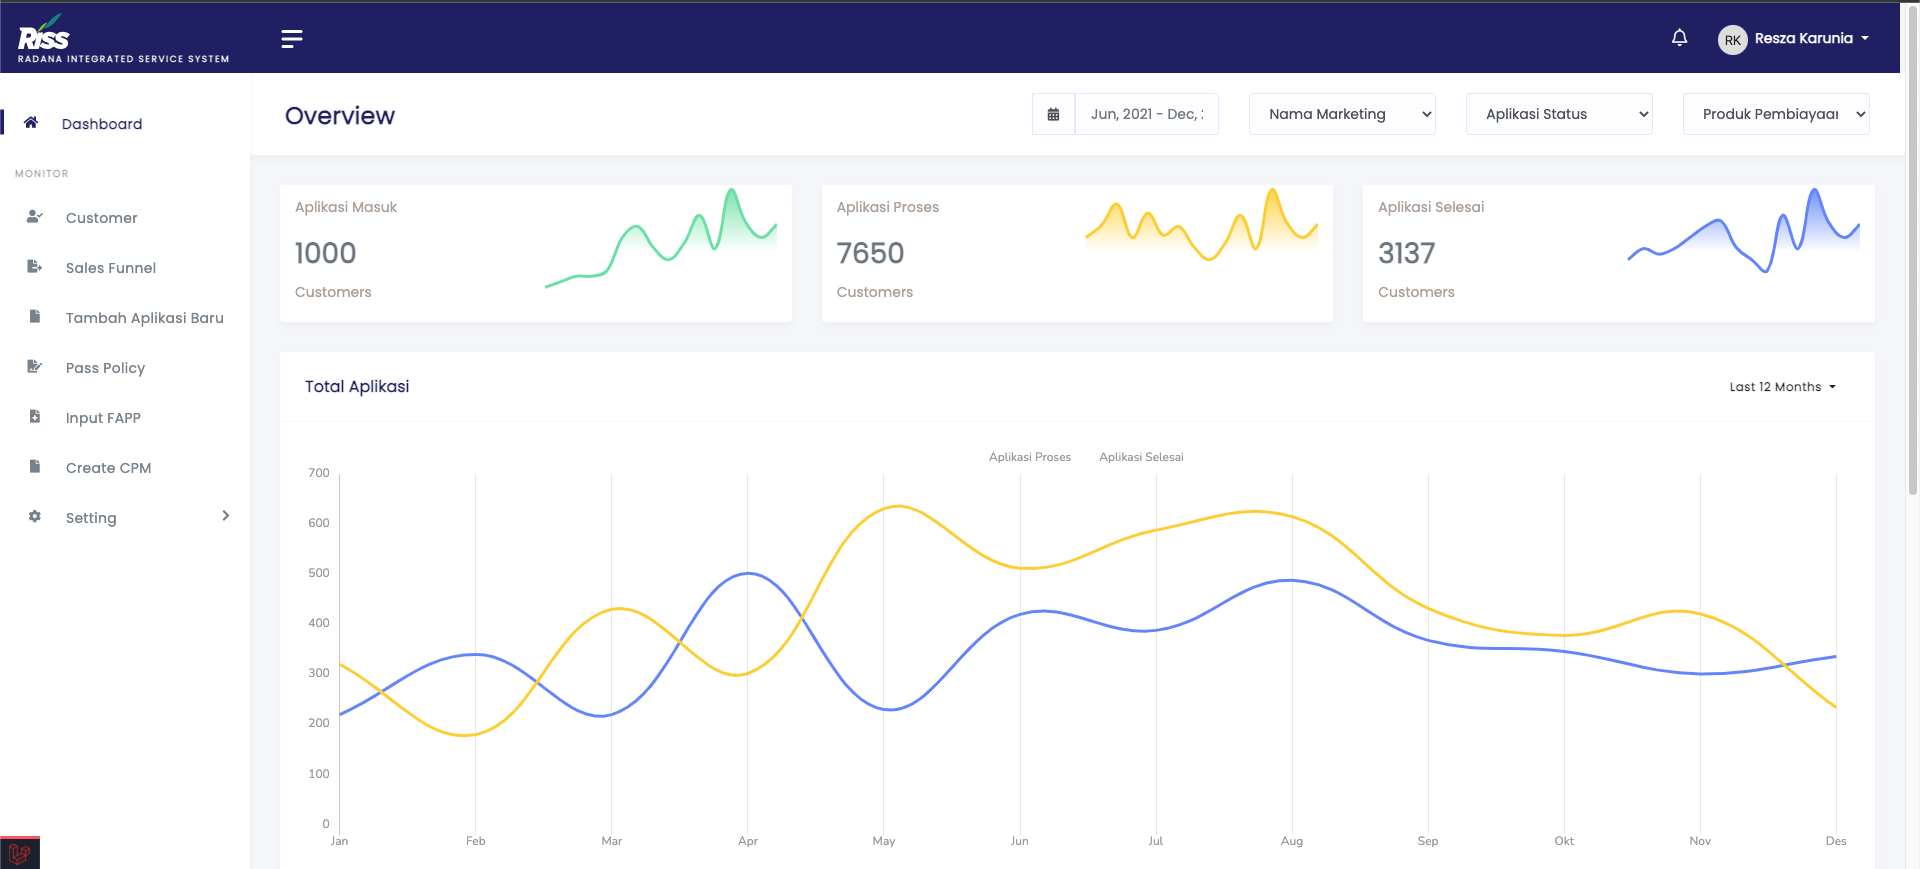 Riss
RADANA INTEGRATED SERVICE SYSTEM
RK Resza Karunia
Dashboard
MONITOR
Customer
Sales Funnel
Tambah Aplikasi Baru
Pass Policy
Input FAPP
Create CPM
Setting
Overview
Jun, 2021 - Dec,
Nama Marketing
Aplikasi Status
Produk Pembiayaar
Aplikasi Masuk
1000
Customers
Aplikasi Proses
7650
Customers
Aplikasi Selesai
3137
Customers
Total Aplikasi
Last 12 Months
Aplikasi Proses Aplikasi Selesai
700
600
500
400
300
200
100
0
Jan Feb Mar Apr May Jun Jul Aug Sep Okt Nov Des